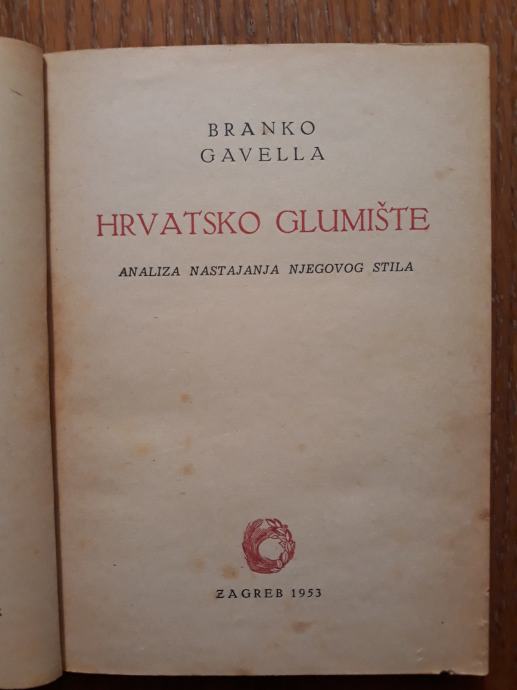 BRANKO
GAVELLA
HRVATSKO GLUMIŠTE
ANALIZA NASTAJANJA NJEGOVOG STILA
ZAGREB 1953